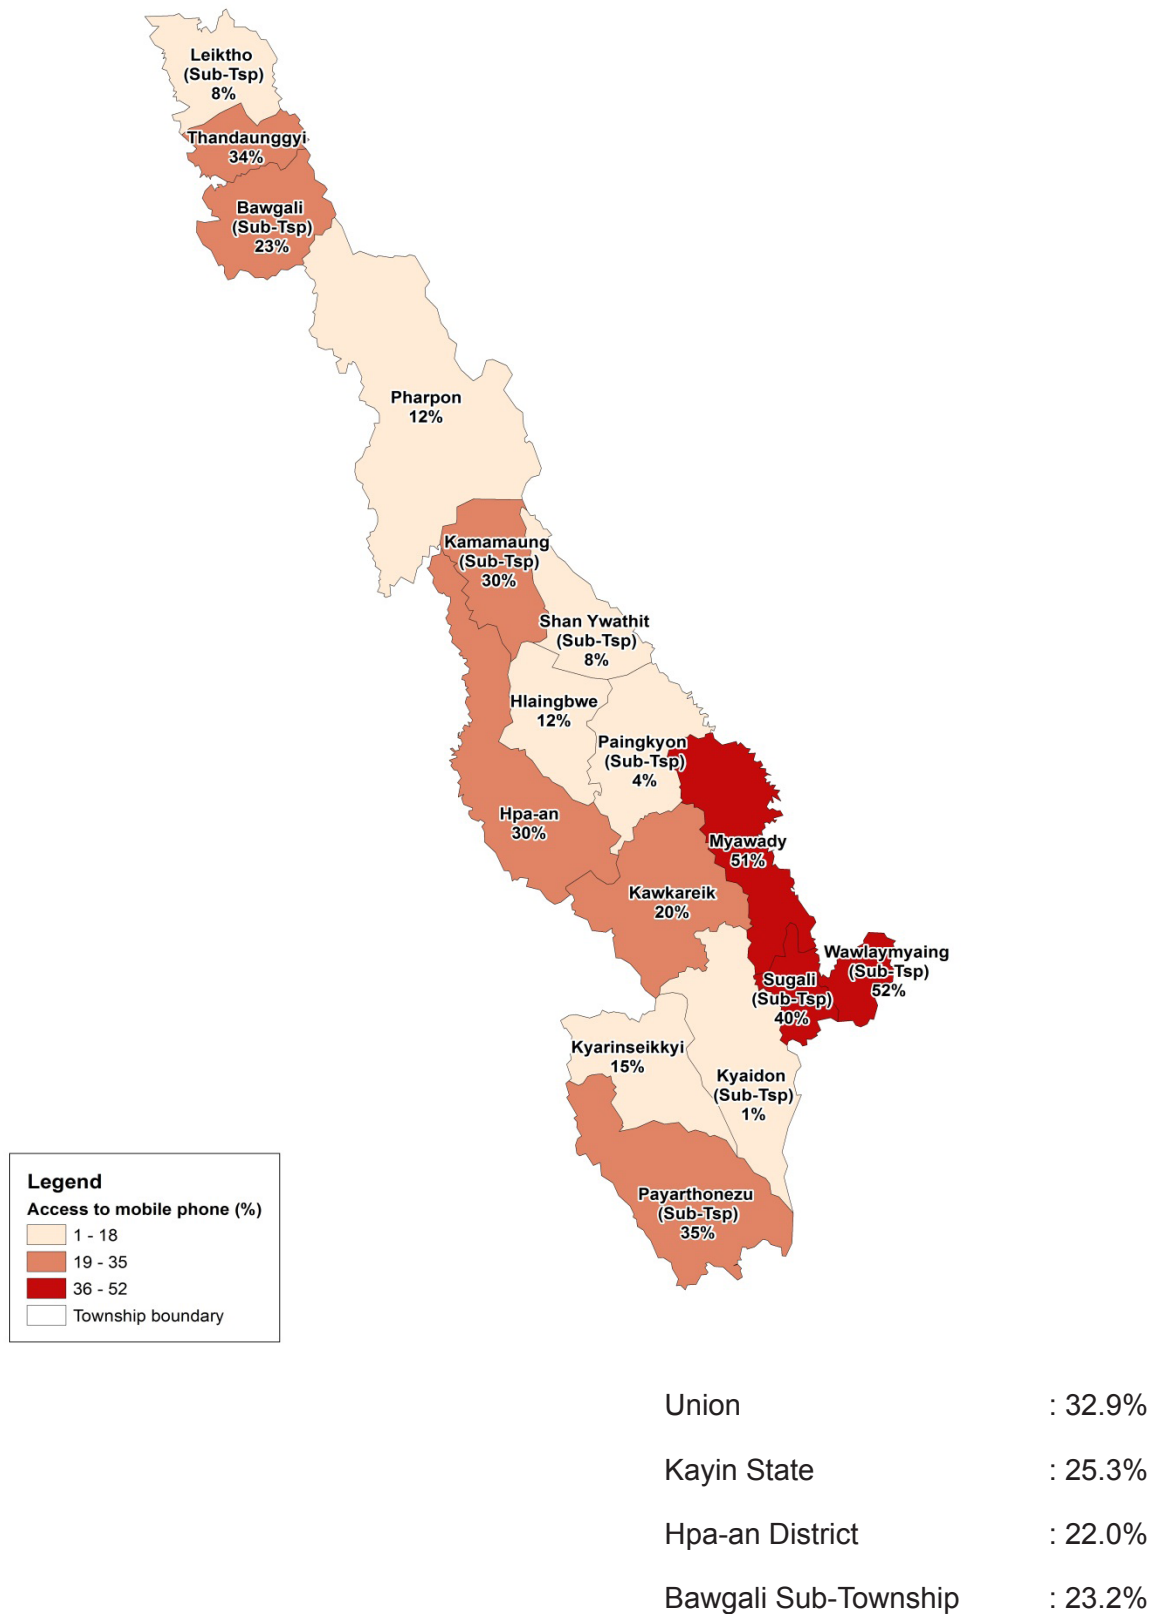 Leiktho
(Sub-Tsp)
8%
Thandaunggyi
34%
Bawgali
(Sub-Tsp)
23%
Pharpon
12%
Kamamaung
(Sub-Tsp)
30%
Shan Ywathit
(Sub-Tsp)
8%
Hlaingbwe
12%
Paingkyon
(Sub-Tsp)
4%
Hpa-an
30%
Myawady
51%
Kawkareik
20%
Wawlaymyaing
(Sub-Tsp)
52%
Sugali
(Sub-Tsp)
40%
Kyarinseikkyi
15%
Kyaidon
(Sub-Tsp)
1%
Payarthonezu
(Sub-Tsp)
35%
Legend
Access to mobile phone (%)
1 - 18
19 - 35
36 - 52
Township boundary
Union : 32.9%
Kayin State : 25.3%
Hpa-an District : 22.0%
Bawgali Sub-Township : 23.2%